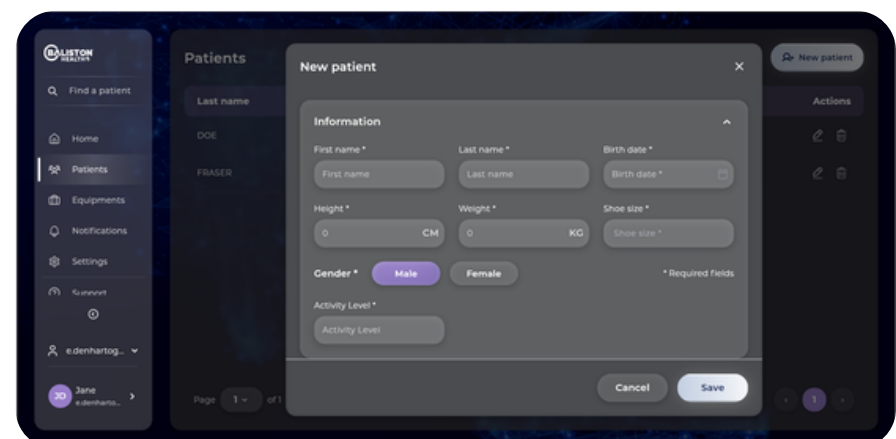 BALISTON
HEALTH
Find a patient
Home
Patients
Equipments
Notifications
Settings
Support
e.denhartog...
JD
Jane
e.denharto...
Patients
New patient
Last name
Actions
DOE
FRASER
Page 1 of 1
1
New patient
Information
First name * Last name * Birth date *
First name Last name Birth date *
Height * Weight * Shoe size *
0 CM 0 KG Shoe size *
Gender * Male Female * Required fields
Activity Level *
Activity Level
Cancel Save